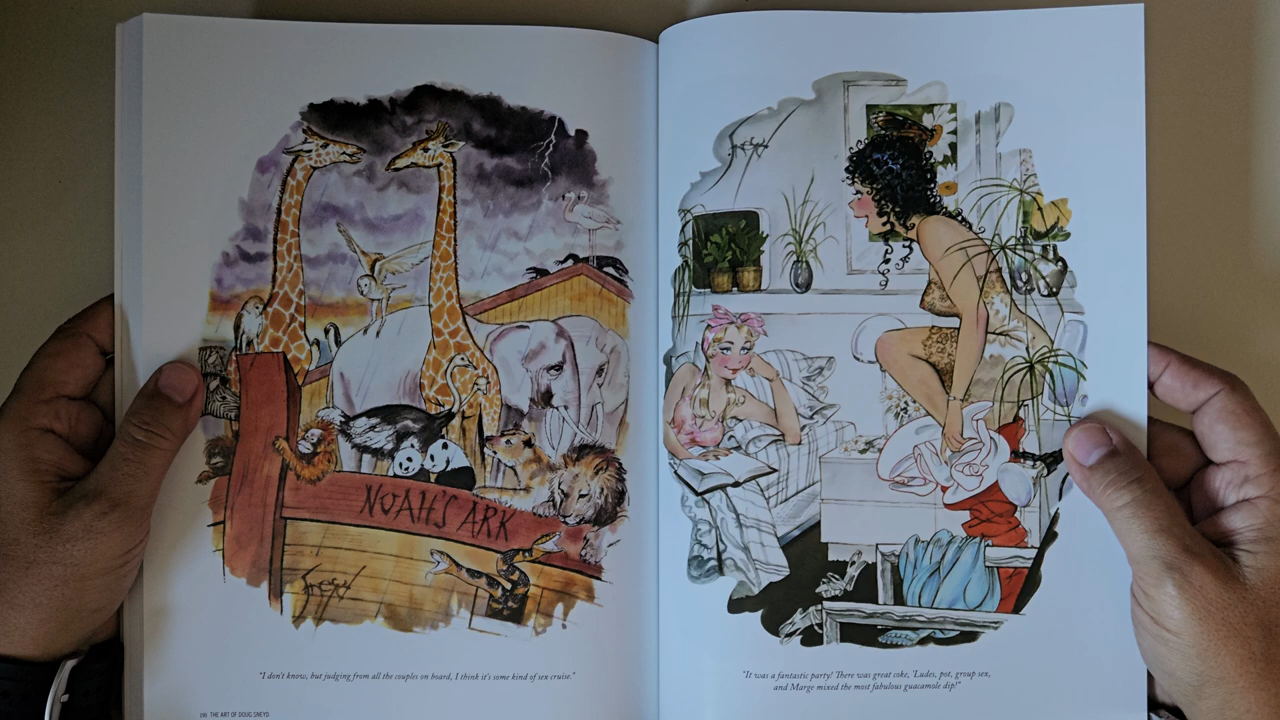 NOAH'S ARK
Sneyd
"I don't know, but judging from all the couples on board, I think it's some kind of sex cruise."
190 THE ART OF DOUG SNEYD
Sneyd
"It was a fantastic party! There was great coke, 'Ludes, pot, group sex,
and Marge mixed the most fabulous guacamole dip!"